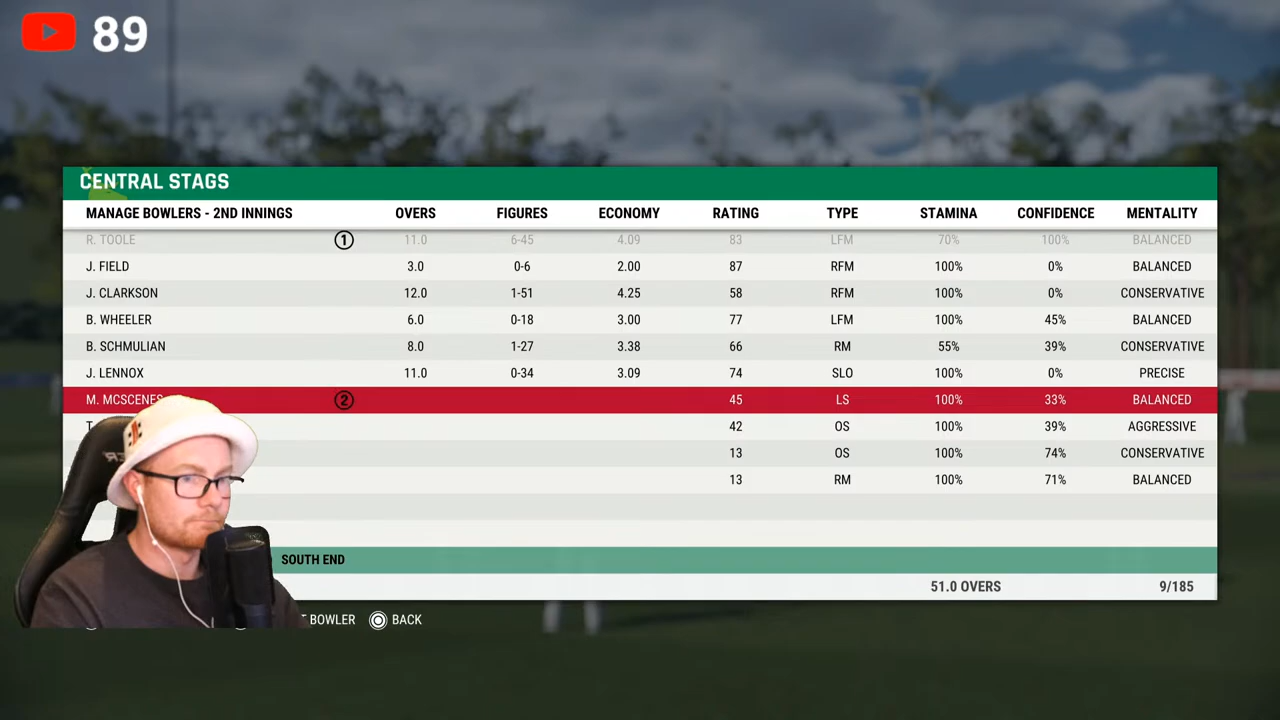 89
CENTRAL STAGS
MANAGE BOWLERS - 2ND INNINGS OVERS FIGURES ECONOMY RATING TYPE STAMINA CONFIDENCE MENTALITY
R. TOOLE 1 11.0 6-45 4.09 83 LFM 70% 100% BALANCED
J. FIELD 3.0 0-6 2.00 87 RFM 100% 0% BALANCED
J. CLARKSON 12.0 1-51 4.25 58 RFM 100% 0% CONSERVATIVE
B. WHEELER 6.0 0-18 3.00 77 LFM 100% 45% BALANCED
B. SCHMULIAN 8.0 1-27 3.38 66 RM 55% 39% CONSERVATIVE
J. LENNOX 11.0 0-34 3.09 74 SLO 100% 0% PRECISE
M. MCSCENES 2 45 LS 100% 33% BALANCED
T. 42 OS 100% 39% AGGRESSIVE
13 OS 100% 74% CONSERVATIVE
13 RM 100% 71% BALANCED
SOUTH END
51.0 OVERS 9/185
BOWLER BACK